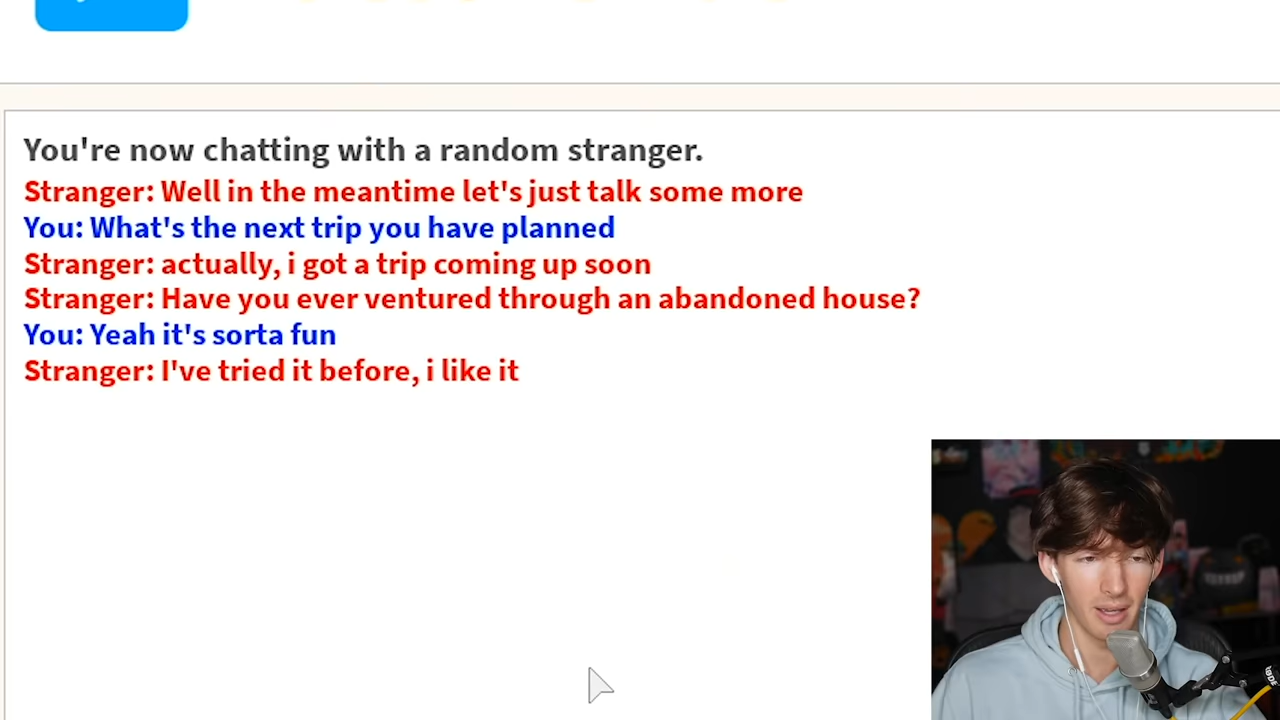 You're now chatting with a random stranger.
Stranger: Well in the meantime let's just talk some more
You: What's the next trip you have planned
Stranger: actually, i got a trip coming up soon
Stranger: Have you ever ventured through an abandoned house?
You: Yeah it's sorta fun
Stranger: I've tried it before, i like it